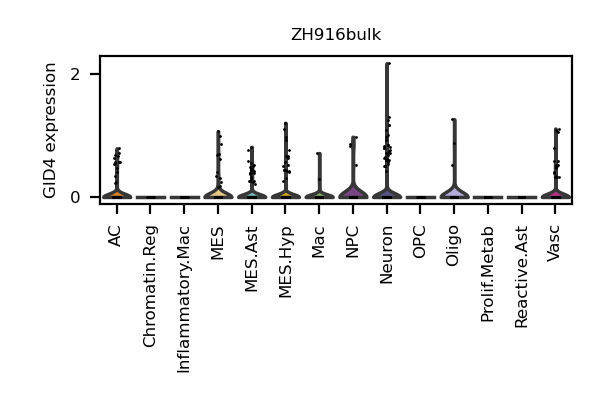 ZH916bulk
GID4 expression
2
0
AC
Chromatin.Reg
Inflammatory.Mac
MES
MES.Ast
MES.Hyp
Mac
NPC
Neuron
OPC
Oligo
Prolif.Metab
Reactive.Ast
Vasc